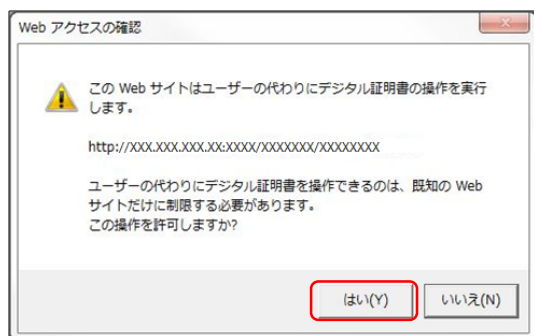 Web アクセスの確認
この Web サイトはユーザーの代わりにデジタル証明書の操作を実行
します。
http://XXX.XXX.XXX.XX:XXXX/XXXXXXX/XXXXXXXX
ユーザーの代わりにデジタル証明書を操作できるのは、既知の Web
サイトだけに制限する必要があります。
この操作を許可しますか?
はい(Y) いいえ(N)